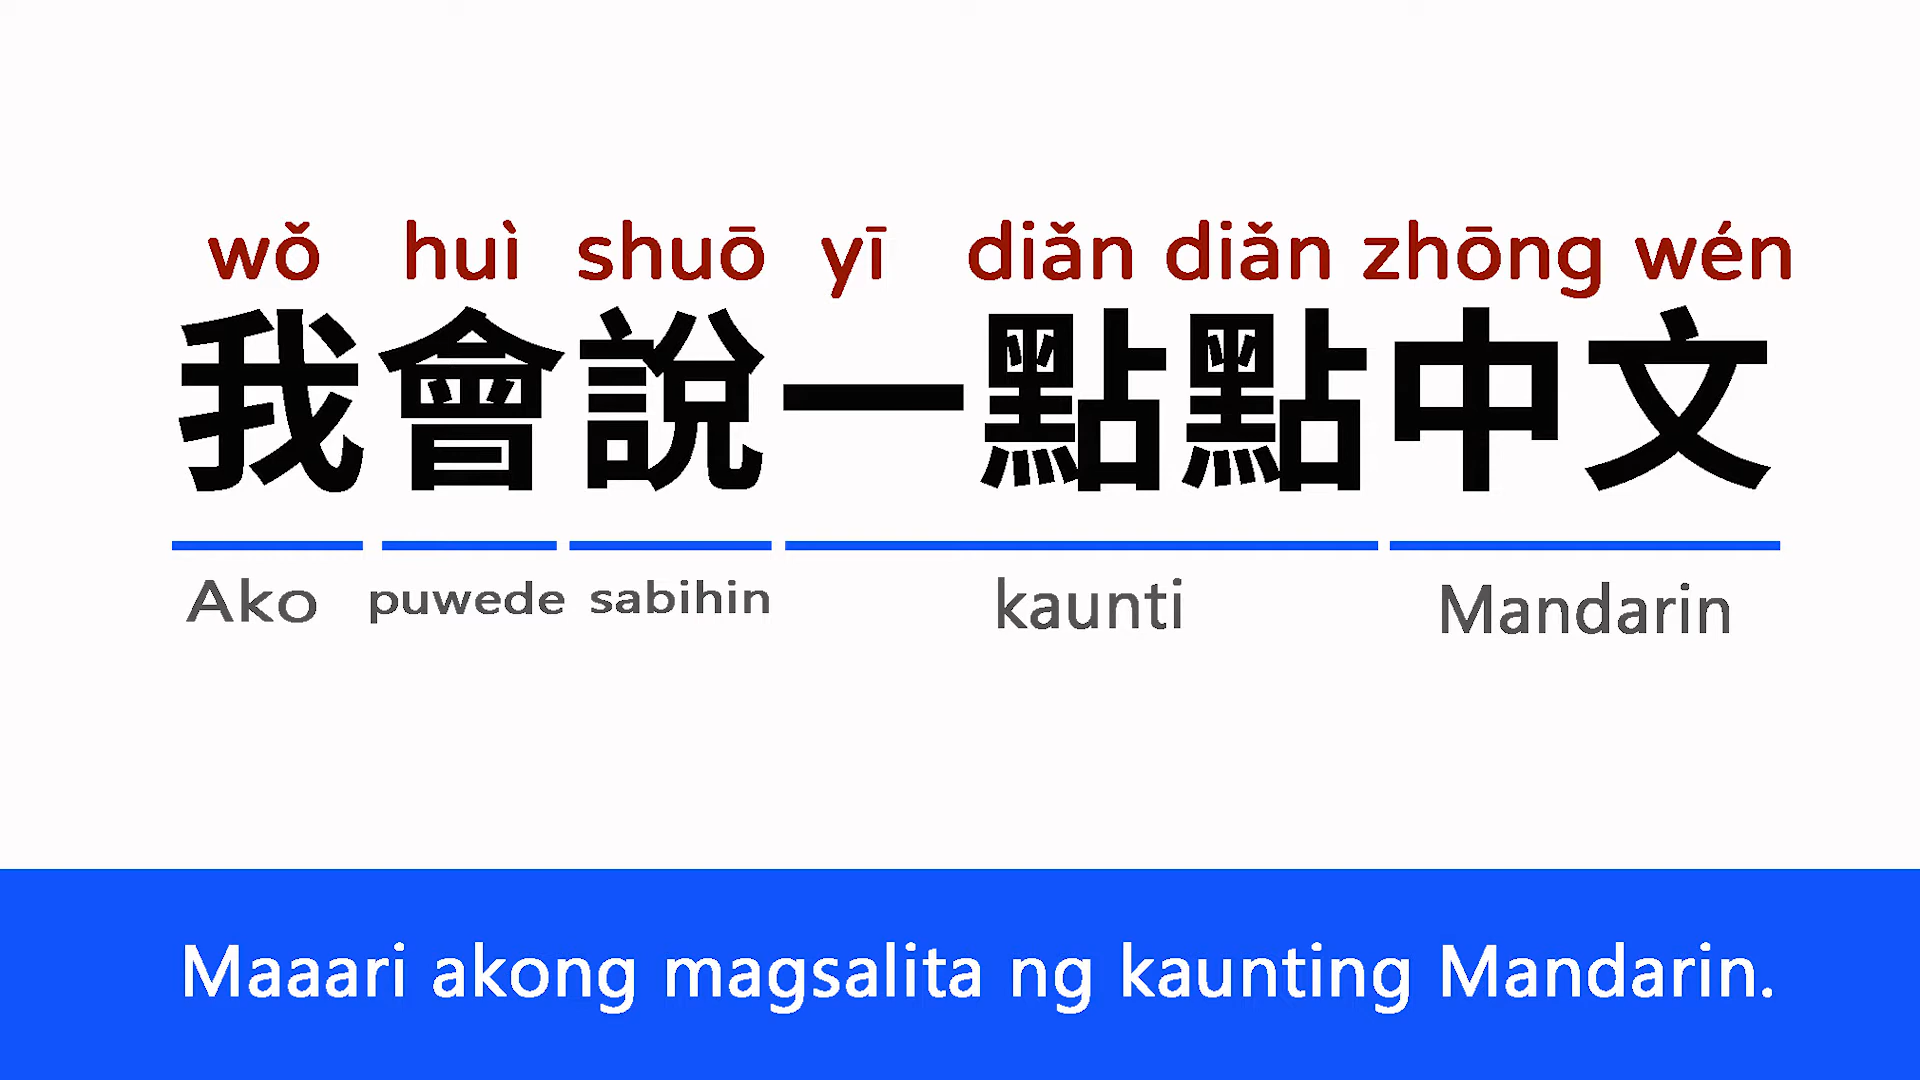 wǒ huì shuō yī diǎn diǎn zhōng wén
我會說一點點中文
Ako puwede sabihin kaunti Mandarin
Maaari akong magsalita ng kaunting Mandarin.